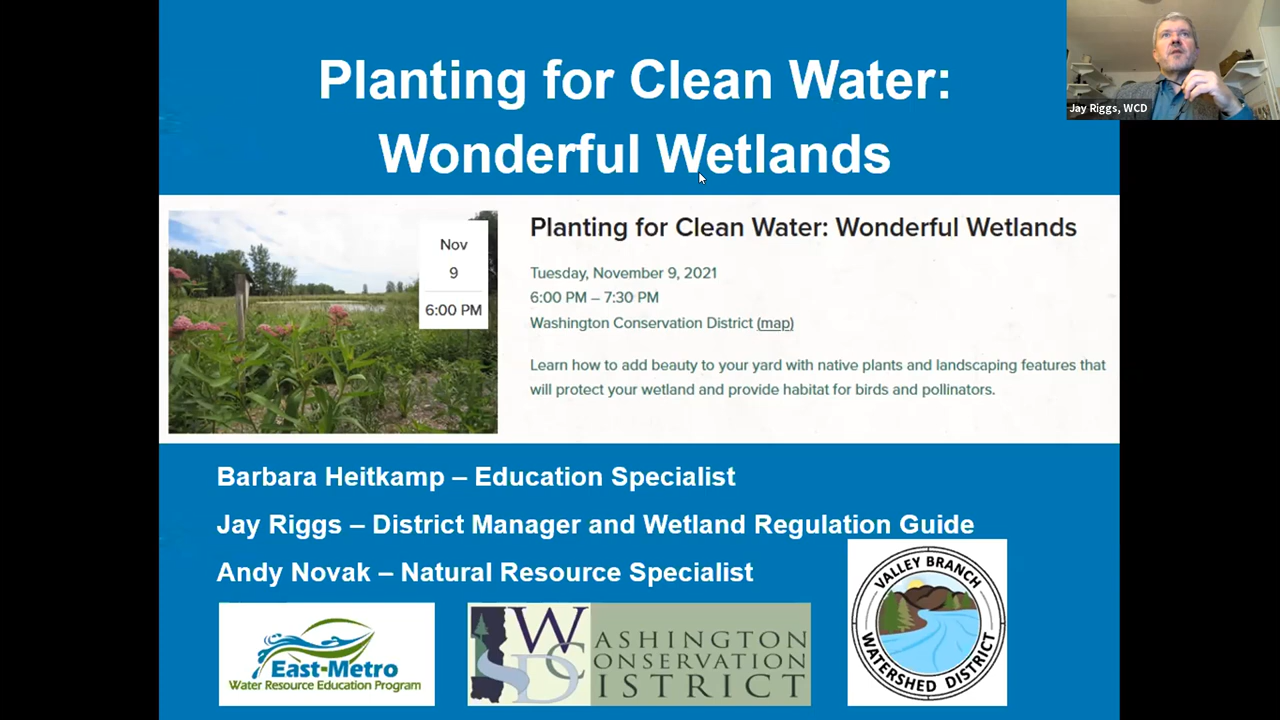 Planting for Clean Water:
Wonderful Wetlands
Jay Riggs, WCD
Nov
9
6:00 PM
Planting for Clean Water: Wonderful Wetlands
Tuesday, November 9, 2021
6:00 PM – 7:30 PM
Washington Conservation District (map)
Learn how to add beauty to your yard with native plants and landscaping features that
will protect your wetland and provide habitat for birds and pollinators.
Barbara Heitkamp – Education Specialist
Jay Riggs – District Manager and Wetland Regulation Guide
Andy Novak – Natural Resource Specialist
East-Metro
Water Resource Education Program
WASHINGTON
CONSERVATION
DISTRICT
VALLEY BRANCH
WATERSHED DISTRICT